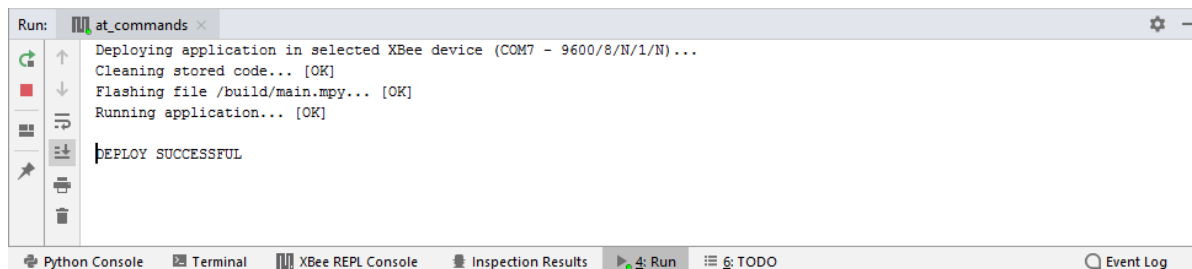 Run: at_commands
Deploying application in selected XBee device (COM7 - 9600/8/N/1/N)...
Cleaning stored code... [OK]
Flashing file /build/main.mpy... [OK]
Running application... [OK]
DEPLOY SUCCESSFUL
Python Console Terminal XBee REPL Console Inspection Results 4: Run 6: TODO Event Log